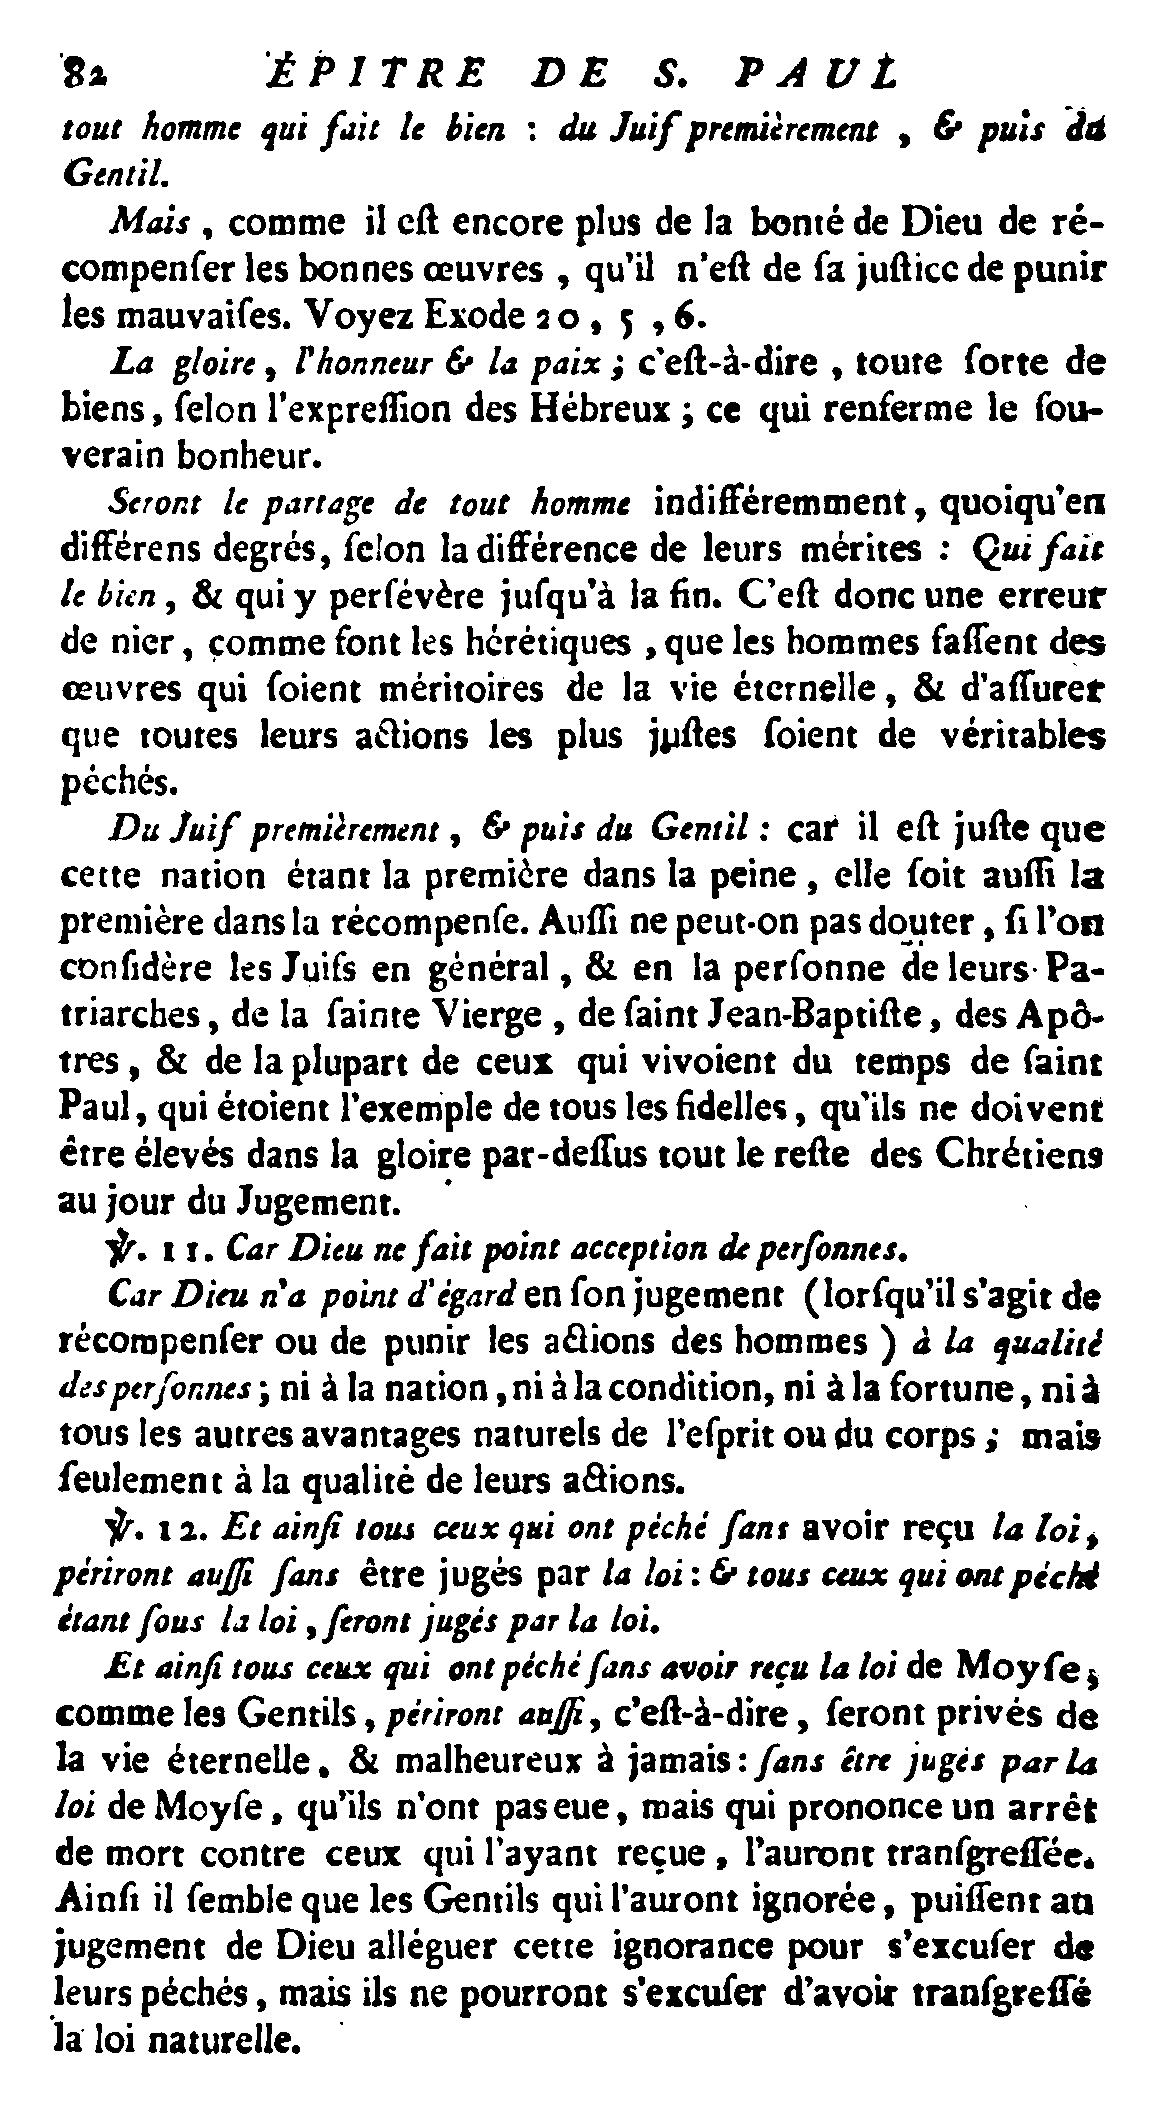 82 ÉPITRE DE S. PAUL
tout homme qui fait le bien : du Juif premièrement , & puis du
Gentil.
Mais , comme il eſt encore plus de la bonté de Dieu de ré-
compenſer les bonnes œuvres , qu'il n'eſt de ſa juſtice de punir
les mauvaiſes. Voyez Exode 20 , 5 , 6.
La gloire , l'honneur & la paix ; c'eſt-à-dire , toute ſorte de
biens , ſelon l'expreſſion des Hébreux ; ce qui renferme le ſou-
verain bonheur.
Seront le partage de tout homme indifféremment , quoiqu'en
différens degrés, ſelon la différence de leurs mérites : Qui fait
le bien , & qui y perſévère juſqu'à la fin. C'eſt donc une erreur
de nier , comme font les hérétiques , que les hommes faſſent des
œuvres qui ſoient méritoires de la vie éternelle , & d'aſſurer
que toutes leurs actions les plus juſtes ſoient de véritables
péchés.
Du Juif premièrement , & puis du Gentil : car il eſt juſte que
cette nation étant la première dans la peine , elle ſoit auſſi la
première dans la récompenſe. Auſſi ne peut-on pas douter , ſi l'on
conſidère les Juifs en général , & en la perſonne de leurs Pa-
triarches , de la ſainte Vierge , de ſaint Jean-Baptiſte , des Apô-
tres , & de la plupart de ceux qui vivoient du temps de ſaint
Paul , qui étoient l'exemple de tous les fidelles , qu'ils ne doivent
être élevés dans la gloire par-deſſus tout le reſte des Chrétiens
au jour du Jugement.
℣. 11. Car Dieu ne fait point acception de perſonnes.
Car Dieu n'a point d'égard en ſon jugement (lorſqu'il s'agit de
récompenſer ou de punir les actions des hommes ) à la qualité
des perſonnes ; ni à la nation , ni à la condition, ni à la fortune , ni à
tous les autres avantages naturels de l'eſprit ou du corps ; mais
ſeulement à la qualité de leurs actions.
℣. 12. Et ainſi tous ceux qui ont péché ſans avoir reçu la loi ,
périront auſſi ſans être jugés par la loi : & tous ceux qui ont péché
étant ſous la loi , ſeront jugés par la loi.
Et ainſi tous ceux qui ont péché ſans avoir reçu la loi de Moyſe ,
comme les Gentils , périront auſſi , c'eſt-à-dire , ſeront privés de
la vie éternelle , & malheureux à jamais : ſans être jugés par la
loi de Moyſe , qu'ils n'ont pas eue , mais qui prononce un arrêt
de mort contre ceux qui l'ayant reçue , l'auront tranſgreſſée.
Ainſi il ſemble que les Gentils qui l'auront ignorée , puiſſent au
jugement de Dieu alléguer cette ignorance pour s'excuſer de
leurs péchés , mais ils ne pourront s'excuſer d'avoir tranſgreſſé
la loi naturelle.